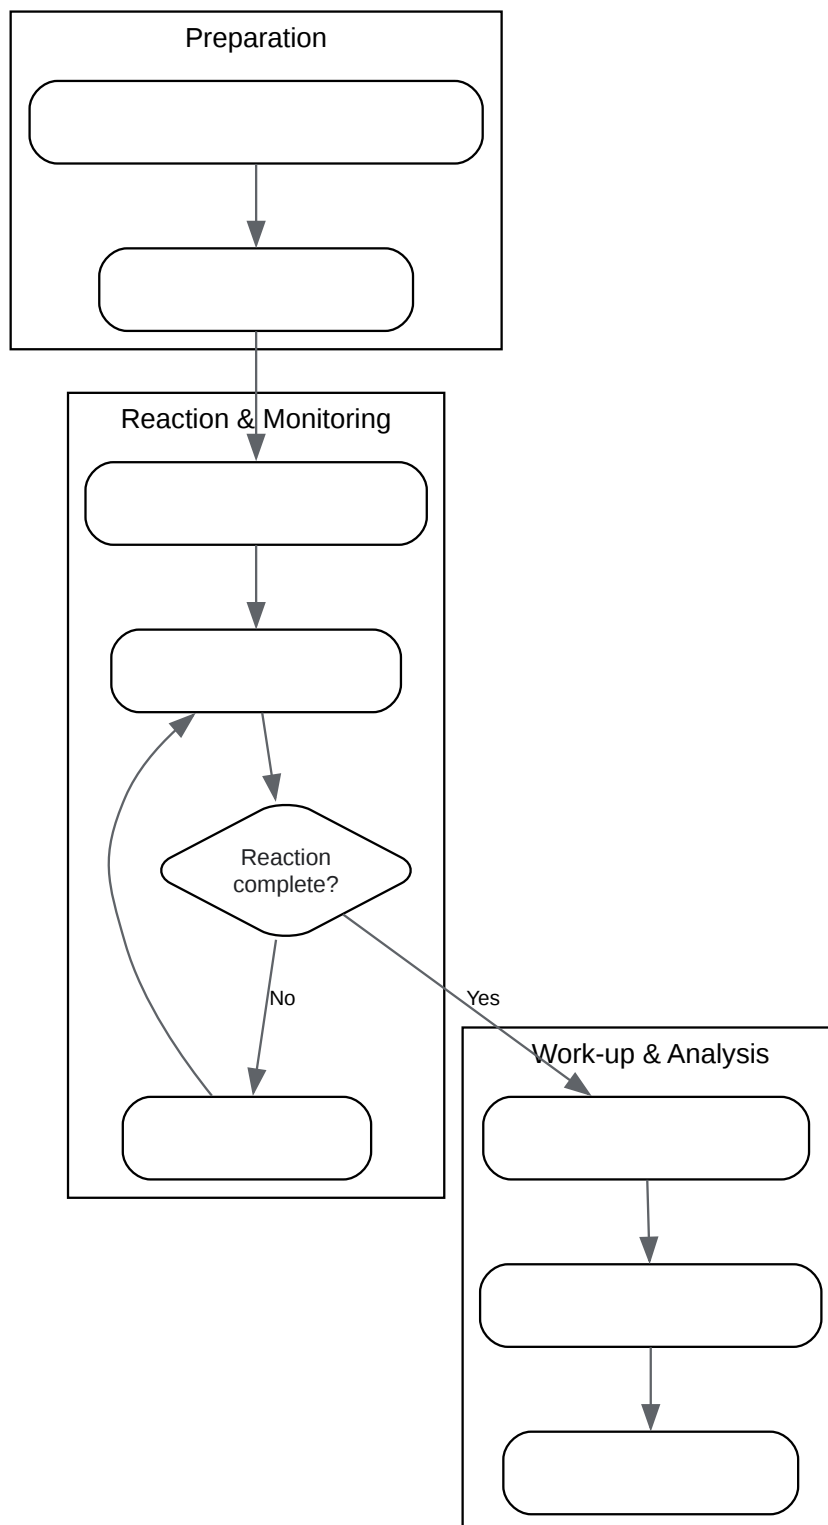 Preparation
Reaction & Monitoring
Reaction
complete?
No
Yes
Work-up & Analysis